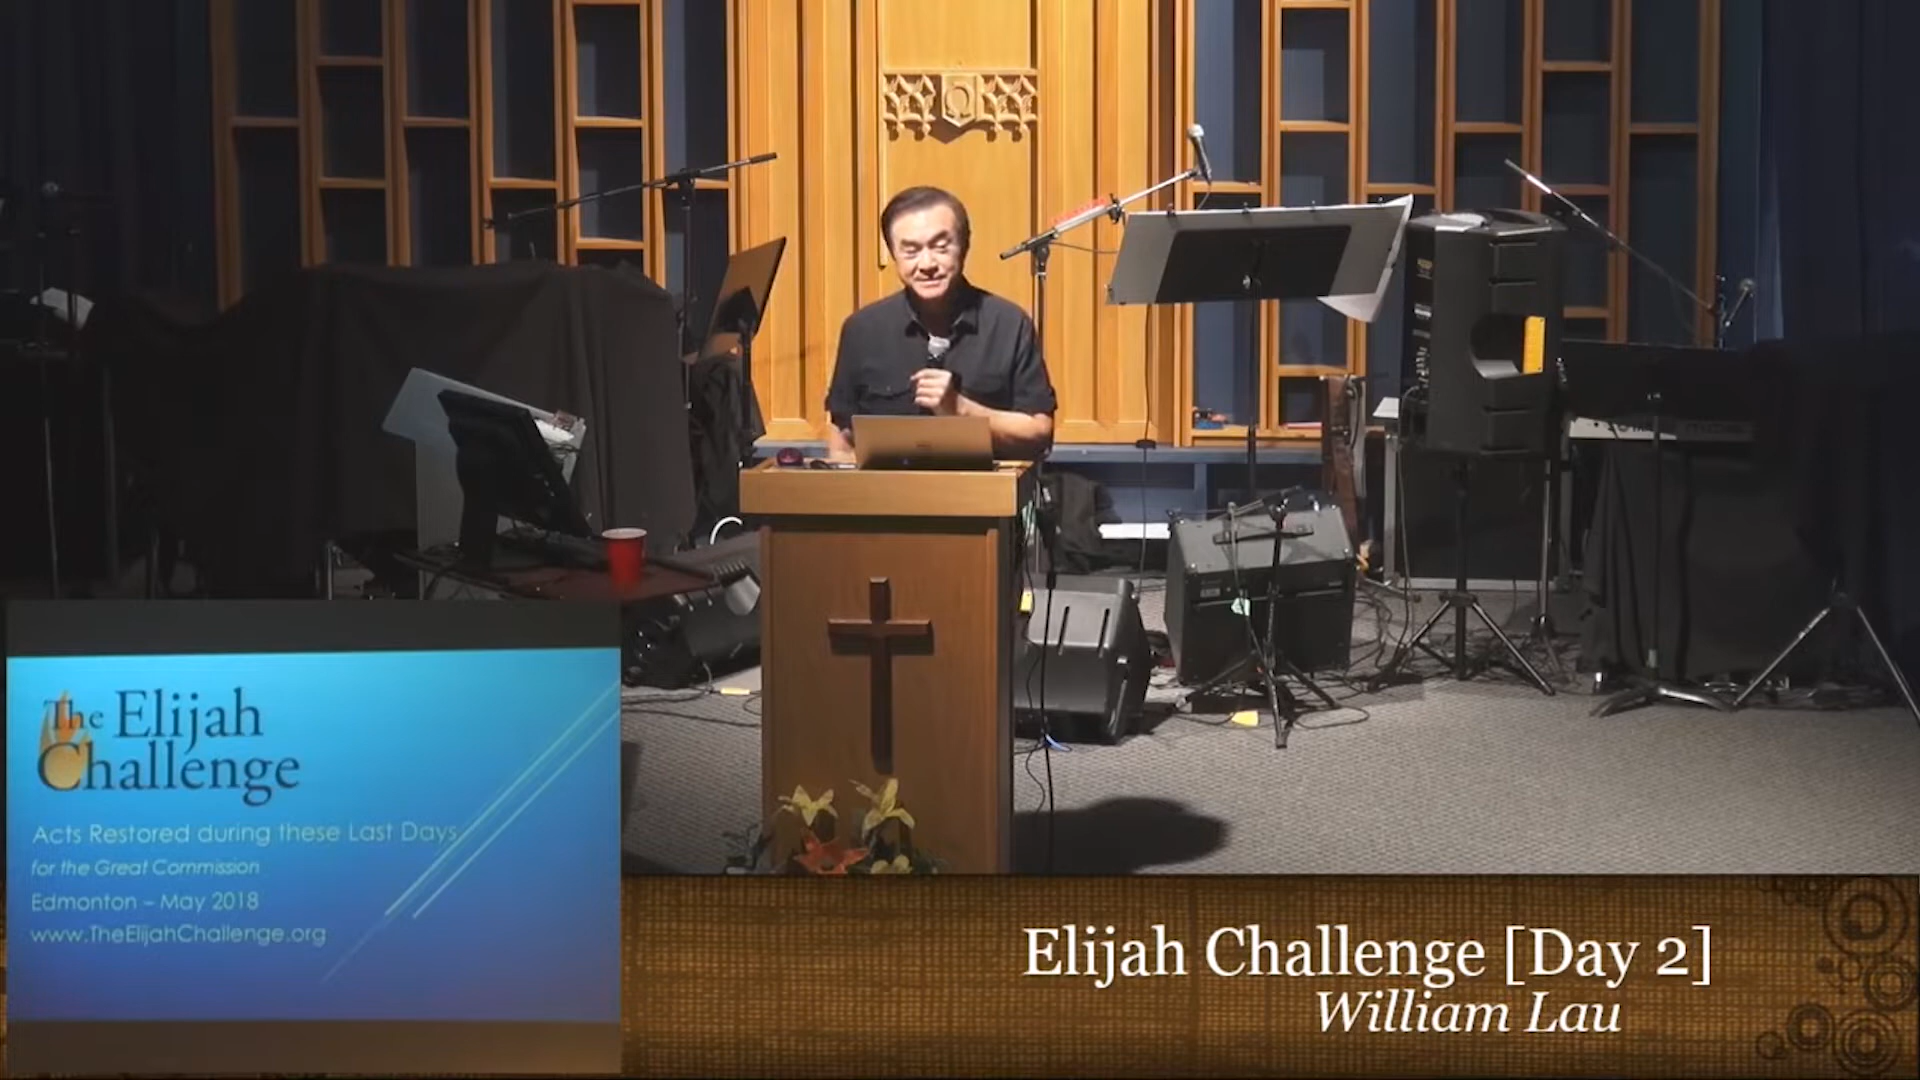 The Elijah
Challenge
Acts Restored during these Last Days
for the Great Commission
Edmonton – May 2018
www.TheElijahChallenge.org
Elijah Challenge [Day 2]
William Lau